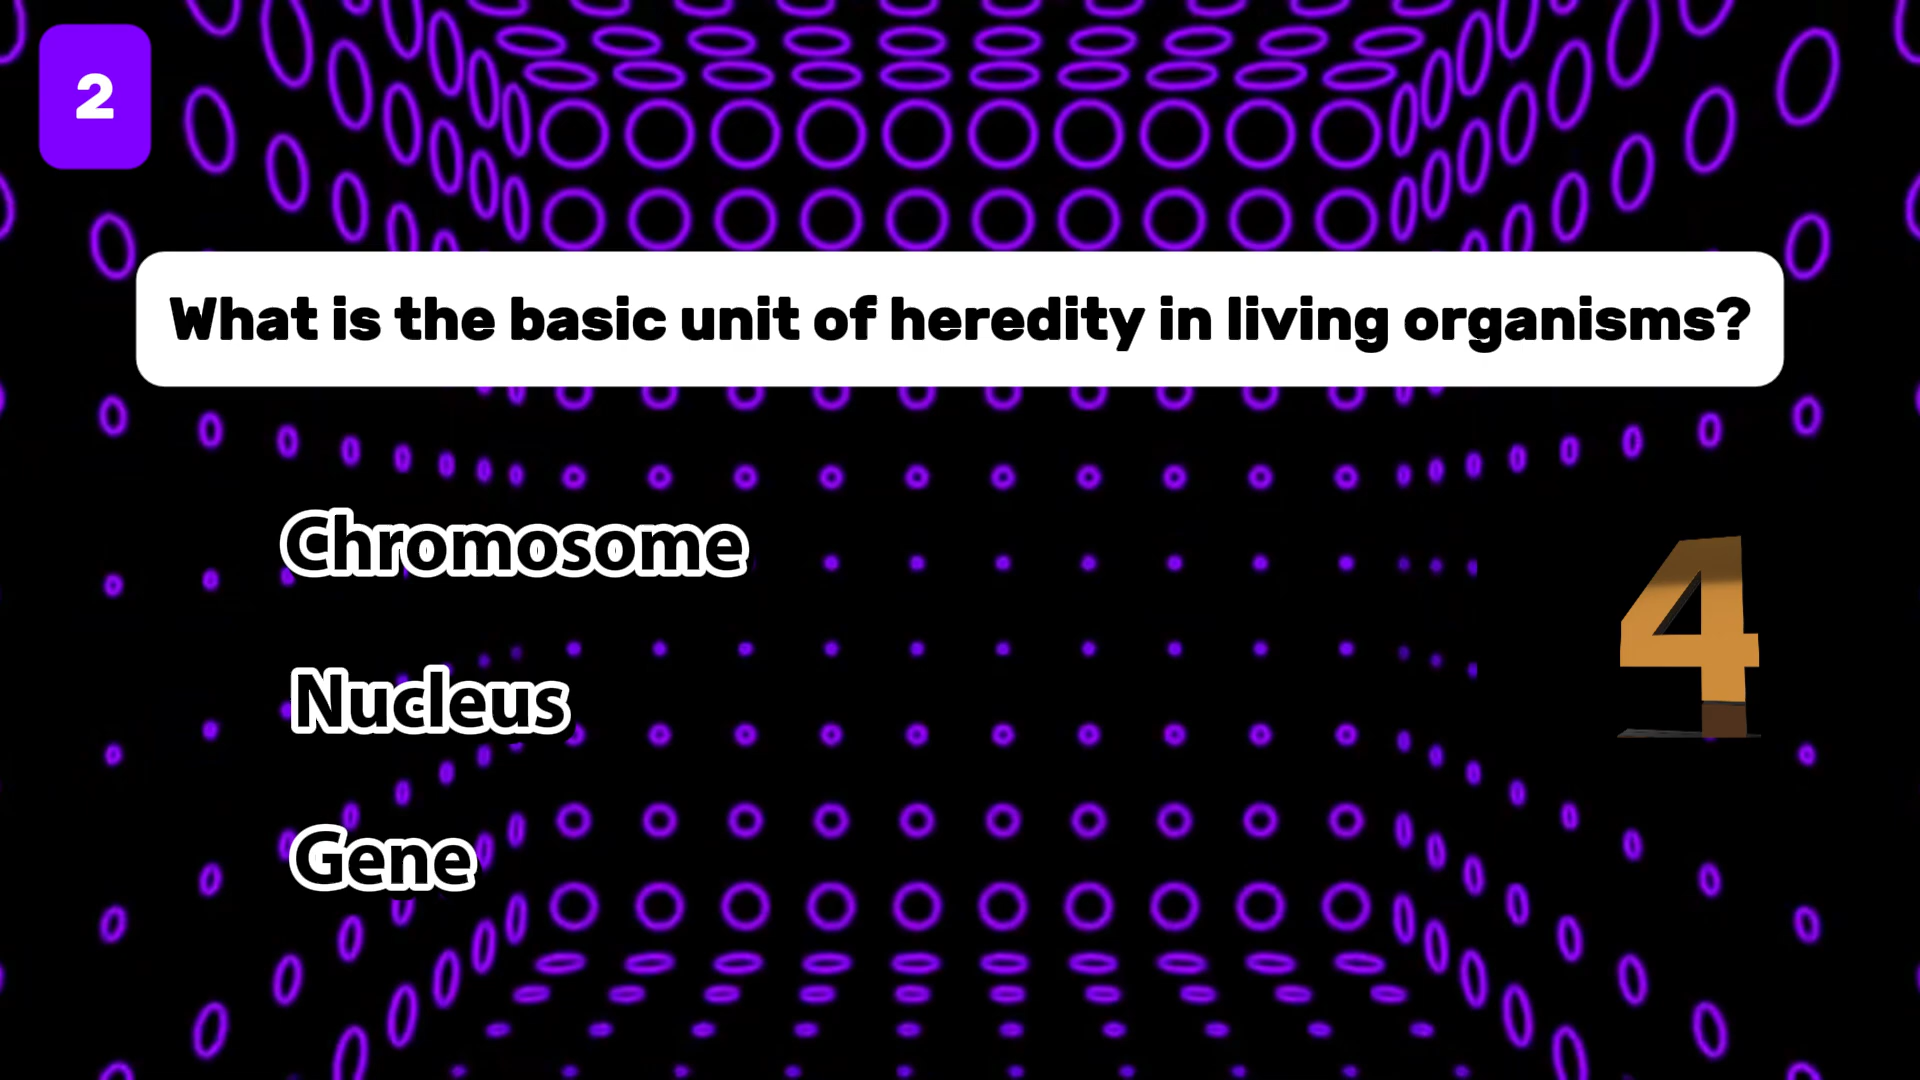 2
What is the basic unit of heredity in living organisms?
Chromosome
Nucleus
4
Gene